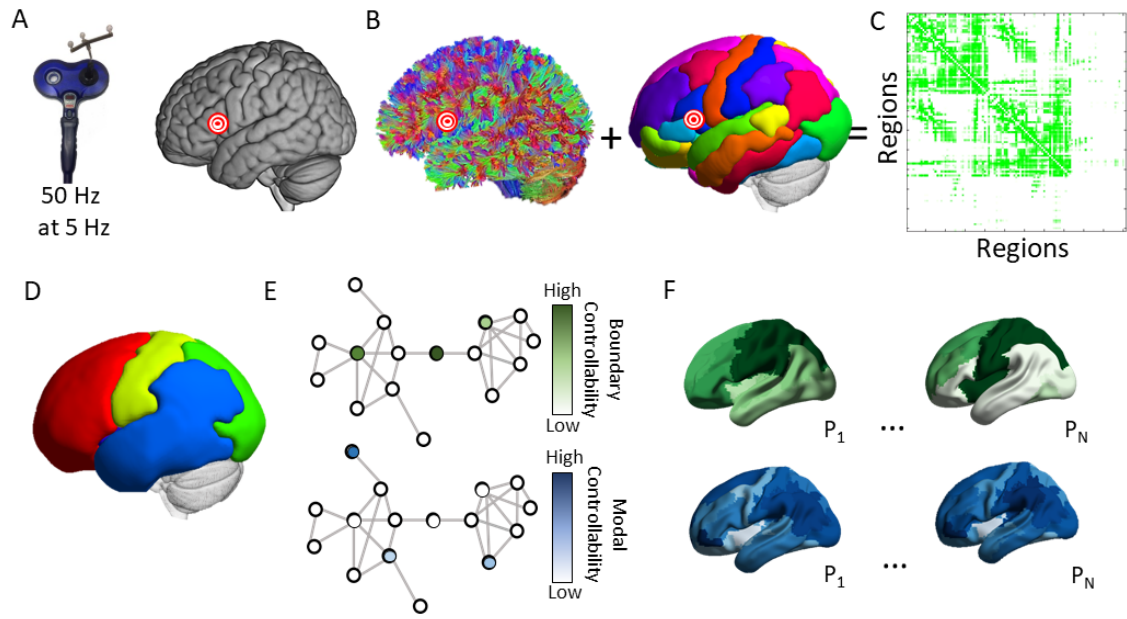 A
B
C
50 Hz
at 5 Hz
+
=
Regions
Regions
D
E
F
High
Boundary
Controllability
Low
High
Modal
Controllability
Low
P1
...
PN
P1
...
PN